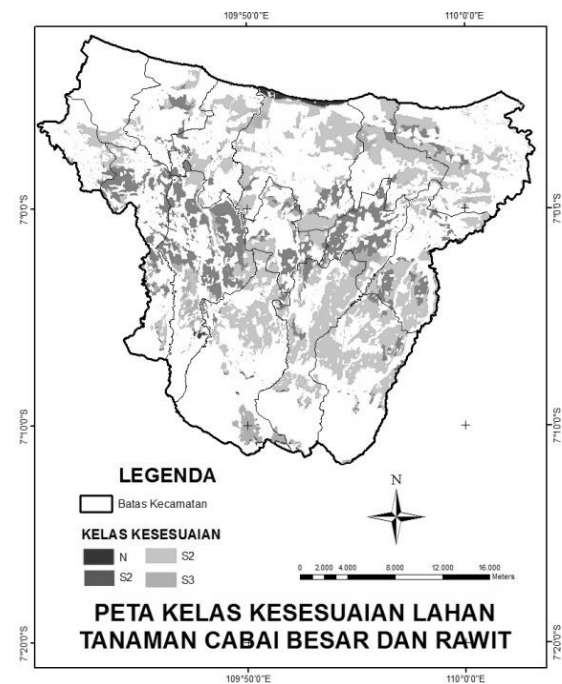 109°50'0"E 110°0'0"E
7°0'0"S 7°0'0"S
7°10'0"S 7°10'0"S
LEGENDA
Batas Kecamatan
KELAS KESESUAIAN
N S2
S2 S3
N
0 2.000 4.000 8.000 12.000 16.000
Meters
PETA KELAS KESESUAIAN LAHAN
TANAMAN CABAI BESAR DAN RAWIT
7°20'0"S 7°20'0"S
109°50'0"E 110°0'0"E